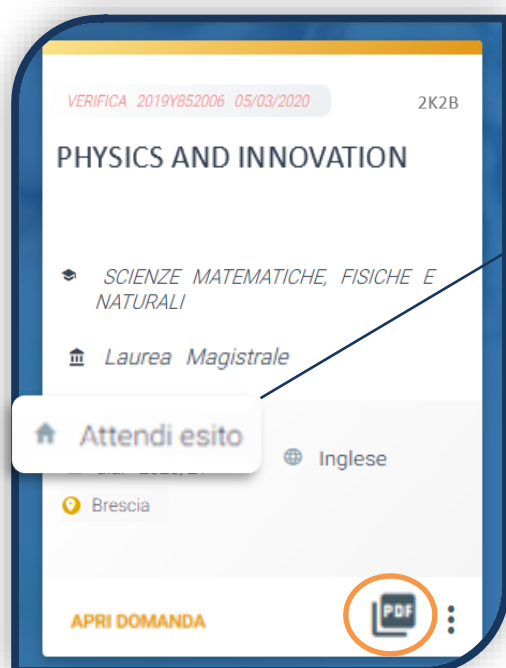 VERIFICA 2019Y852006 05/03/2020
2K2B
PHYSICS AND INNOVATION
SCIENZE MATEMATICHE, FISICHE E
NATURALI
Laurea Magistrale
Attendi esito
Inglese
Brescia
APRI DOMANDA
PDF